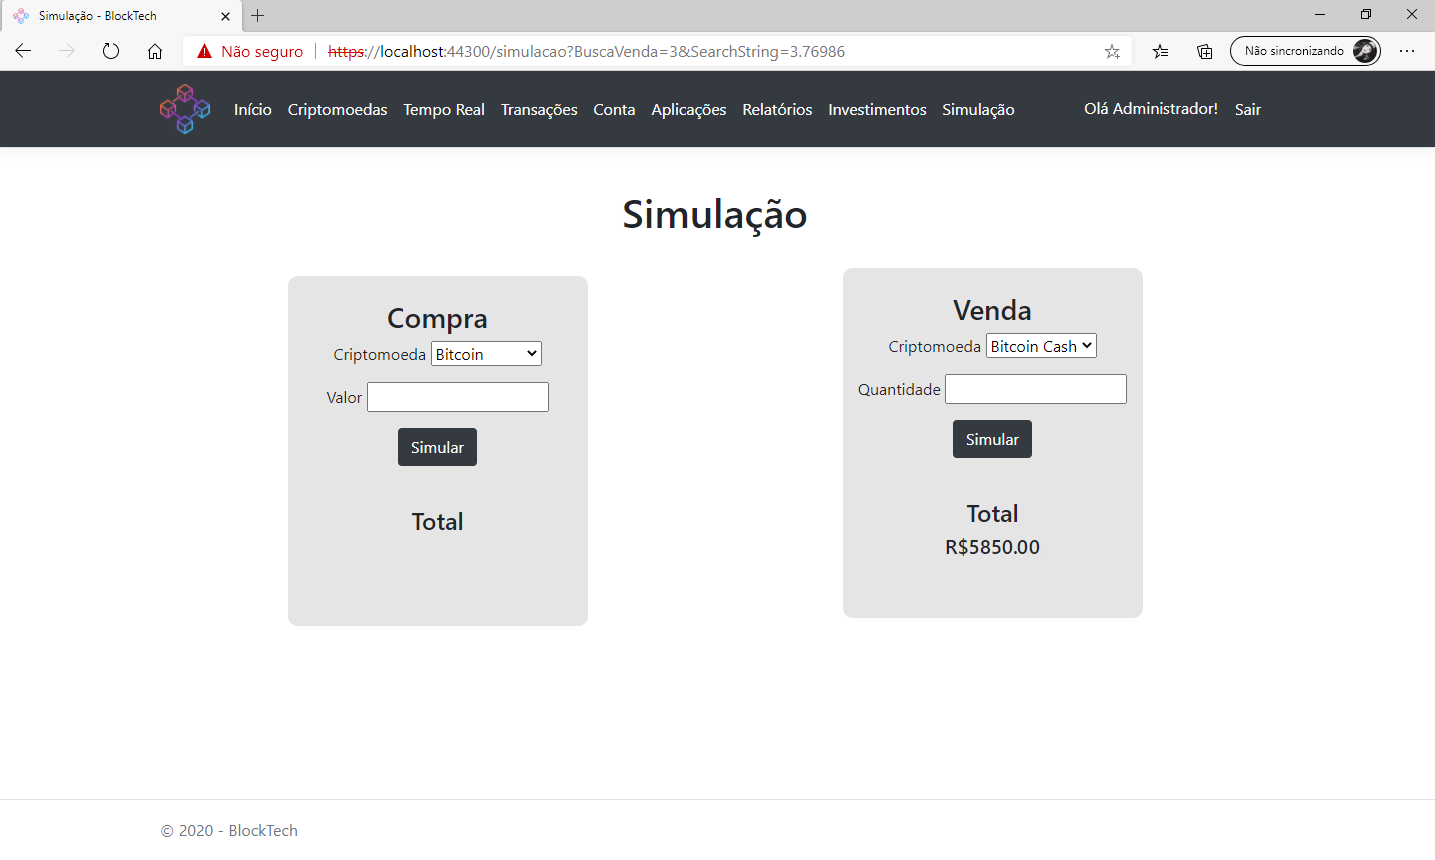 Simulação - BlockTech
Não seguro
https://localhost:44300/simulacao?BuscaVenda=3&SearchString=3.76986
Não sincronizando
Início Criptomoedas Tempo Real Transações Conta Aplicações Relatórios Investimentos Simulação Olá Administrador! Sair
Simulação
Compra
Criptomoeda Bitcoin
Valor
Simular
Total
Venda
Criptomoeda Bitcoin Cash
Quantidade
Simular
Total
R$5850.00
© 2020 - BlockTech